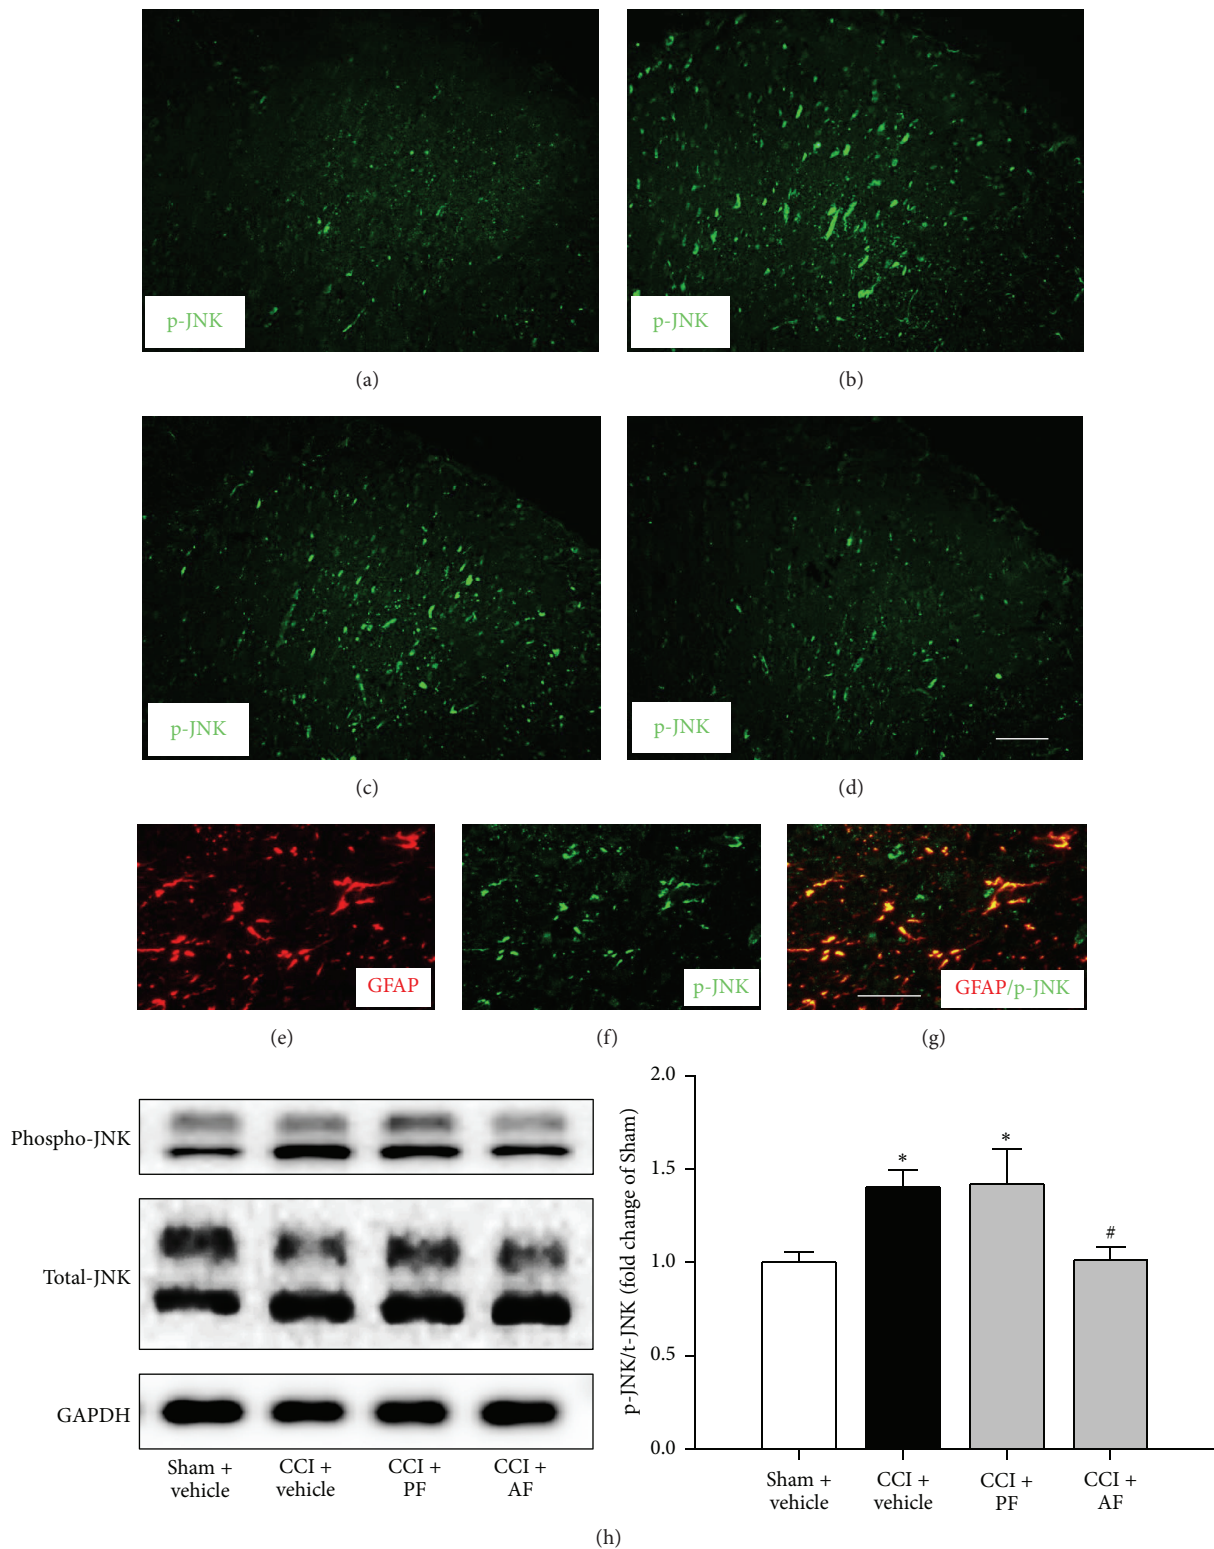 p-JNK
p-JNK
(a)
(b)
p-JNK
p-JNK
(c)
(d)
GFAP
p-JNK
GFAP/p-JNK
(e)
(f)
(g)
Phospho-JNK
Total-JNK
GAPDH
Sham +
vehicle
CCI +
vehicle
CCI +
PF
CCI +
AF
p-JNK/t-JNK (fold change of Sham)
2.0
1.5
1.0
0.5
0.0
*
*
#
Sham +
vehicle
CCI +
vehicle
CCI +
PF
CCI +
AF
(h)